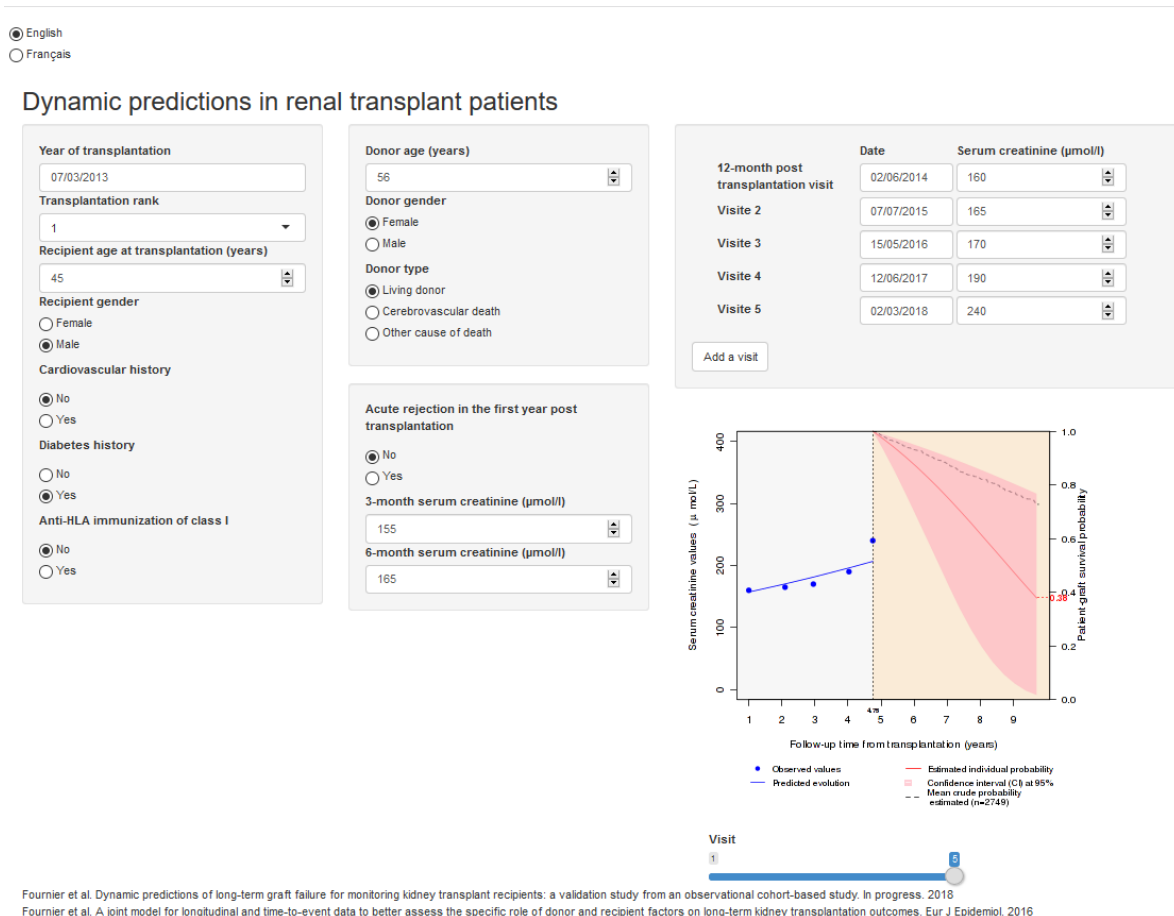 English
Français
Dynamic predictions in renal transplant patients
Year of transplantation
07/03/2013
Transplantation rank
1
Recipient age at transplantation (years)
45
Recipient gender
Female
Male
Cardiovascular history
No
Yes
Diabetes history
No
Yes
Anti-HLA immunization of class I
No
Yes
Donor age (years)
56
Donor gender
Female
Male
Donor type
Living donor
Cerebrovascular death
Other cause of death
Acute rejection in the first year post
transplantation
No
Yes
3-month serum creatinine (µmol/l)
155
6-month serum creatinine (µmol/l)
165
Date Serum creatinine (µmol/l)
12-month post
transplantation visit 02/06/2014 160
Visite 2 07/07/2015 165
Visite 3 15/05/2016 170
Visite 4 12/06/2017 190
Visite 5 02/03/2018 240
Add a visit
Serum creatinine values ( µ mol/L)
0 100 200 300 400
Patient-graft survival probability
0.0 0.2 0.4 0.6 0.8 1.0
0.38
4.75
1 2 3 4 5 6 7 8 9
Follow-up time from transplantation (years)
Observed values
Predicted evolution
Estimated individual probability
Confidence interval (CI) at 95%
Mean crude probability
estimated (n=2749)
Visit
1 5
Fournier et al. Dynamic predictions of long-term graft failure for monitoring kidney transplant recipients: a validation study from an observational cohort-based study. In progress. 2018
Fournier et al. A joint model for longitudinal and time-to-event data to better assess the specific role of donor and recipient factors on long-term kidney transplantation outcomes. Eur J Epidemiol. 2016